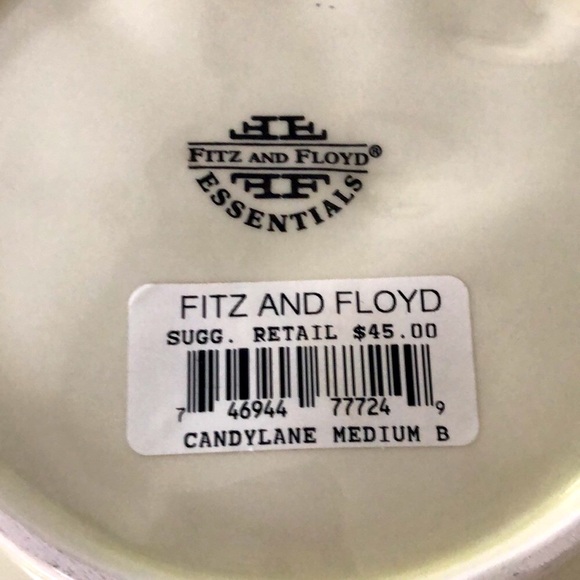 FITZ AND FLOYD®
ESSENTIALS
FITZ AND FLOYD
SUGG. RETAIL $45.00
7 46944 77724 9
CANDYLANE MEDIUM B